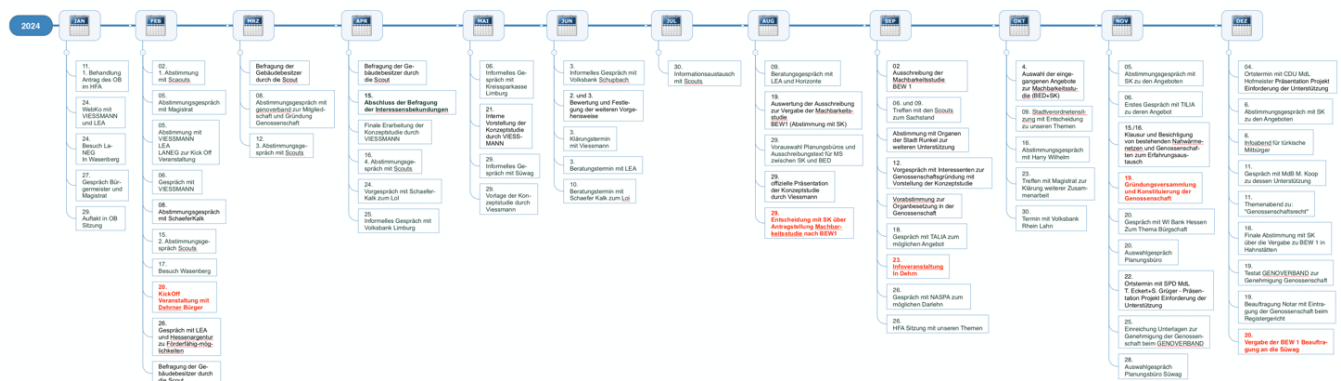 2024
JAN
FEB
MRZ
APR
MAI
JUN
JUL
AUG
SEP
OKT
NOV
DEZ
11.
1. Behandlung
Antrag des OB
im HFA
24.
WebKo mit
VIESSMANN
und LEA
24.
Besuch La-
NEG
In Wasenberg
27.
Gespräch Bür-
germeister und
Magistrat
29.
Auftakt in OB
Sitzung
02.
1. Abstimmung
mit Scaouts
05.
Abstimmungsgespräch
mit Magistrat
05.
Abstimung mit
VIESSMANN
LEA
LANEG zur Kick Off
Veranstaltung
06.
Gespräch mit
VIESSMANN
08.
Abstimmungsgespräch
mit SchaeferKalk
15.
2. Abstimmungsge-
spräch Scouts
17.
Besuch Wasenberg
20.
KickOff
Veranstaltung mit
Dehrner Bürger
26.
Gespräch mit LEA
und Hessenargentur
zu Förderfähig-mög-
lichkeiten
Befragung der Ge-
bäudebesitzer durch
die Scout
Befragung der
Gebäudebesitzer
durch die Scout
08.
Abstimmungsgespräch mit
genoverband zur Mitglied-
schaft und Gründung
Genossenschaft
12.
3. Abstimmungsge-
spräch mit Scouts
Befragung der Ge-
bäudebesitzer durch
die Scout
15.
Abschluss der Befragung
der Interesssensbekundungen
Finale Erarbeitung der
Konzeptstudie durch
VIESSMANN
16.
4. Abstimmungsge-
spräch mit Scouts
24.
Vorgespräch mit Schaefer-
Kalk zum LoI
25.
Informelles Gespräch mit
Volksbank Limburg
06.
Informelles Ge-
spräch mit
Kreissparkasse
Limburg
21.
Interne
Vorstellung der
Konzeptstudie
durch VIESS-
MANN
29.
Informelles Ge-
spräch mit Süwag
29.
Vorlage der Kon-
zeptstudie durch
Viessmann
3.
Informelles Gespräch mit
Volksbank Schupbach
2. und 3.
Bewertung und Festle-
gung der weiteren Vorge-
hensweise
3.
Klärungstermin
mit Viessmann
3.
Beratungstermin mit LEA
10.
Beratungstermin mit
Schaefer Kalk zum LoI
30.
Informationsaustausch
mit Scouts
09.
Beratungsgespräch mit
LEA und Horizonte
19.
Auswertung der Ausschreibung
zur Vergabe der Machbarkeits-
studie
BEW1 (Abstimmung mit SK)
29.
Vorauswahl Planungsbüros und
Ausschreibungstext für MS
zwischen SK und BED
29.
offizielle Präsentation
der Konzeptstudie
durch Viessmann
29.
Entscheidung mit SK über
Antragstellung Machbar-
keitsstudie nach BEW1
02
Ausschreibung der
Machbarkeitsstudie
BEW 1
06. und 09.
Treffen mit den Scouts
zum Sachstand
Abstimmung mit Organen
der Stadt Runkel zur
weiteren Unterstützung
12.
Vorgespräch mit Interessenten zur
Genossenschaftsgründung mit
Vorstellung der Konzeptstudie
Vorabstimmung zur
Organbesetzung in der
Genossenschaft
18.
Gespräch mit TALIA zum
möglichen Angebot
23.
Infoveranstaltung
in Dehrn
26.
Gespräch mit NASPA zum
möglichen Darlehn
26.
HFA Sitzung mit unseren Themen
4.
Auswahl der einge-
gangenen Angebote
zur Machbarkeitsstu-
die (BED+SK)
09. Stadtverordnetensit-
zung mit Entscheidung
zu unseren Themen
16.
Abstimmungsgespräch
mit Harry Wilhelm
23.
Treffen mit Magistrat zur
Klärung weiterer Zusam-
menarbeit
30.
Termin mit Volksbank
Rhein Lahn
05.
Abstimmungsgespräch mit
SK zu den Angeboten
06.
Erstes Gespräch mit TILIA
zu deren Angebot
15./16.
Klausur und Besichtigung
von bestehenden Nahwärme-
netzen und Genossenschaf-
ten zum Erfahrungsaus-
tausch
19.
Gründungsversammlung
und Konstituierung der
Genossenschaft
20.
Gespräch mit WI Bank Hessen
Zum Thema Bürgschaft
20.
Auswahlgespräch
Planungsbüro
22.
Ortstermin mit SPD MdL
T. Eckert+S. Grüger - Präsen-
tation Projekt Einforderung der
Unterstützung
25.
Einreichung Unterlagen zur
Genehmigung der Genossen-
schaft beim GENOVERBAND
28.
Auswahlgespräch
Planungsbüro Süwag
04.
Ortstermin mit CDU MdL
Hofmeister Präsentation Projekt
Einforderung der Unterstützung
6.
Abstimmungsgespräch mit
SK zu den Angeboten
6.
Infoabend für türkische
Mitbürger
11.
Gespräch mit MdB M. Koop
zu dessen Unterstützung
11.
Themenabend zu:
"Genossenschaftsrecht"
18.
Finale Abstimmung mit SK
über die Vergabe zu BEW 1 in
Hahnstätten
19.
Testat GENOVERBAND zur
Genehmigung Genossenschaft
19.
Beauftragung Notar mit Eintra-
gung der Genossenschaft beim
Registergericht
20.
Vergabe der BEW 1 Beauftra-
gung an die Süwag